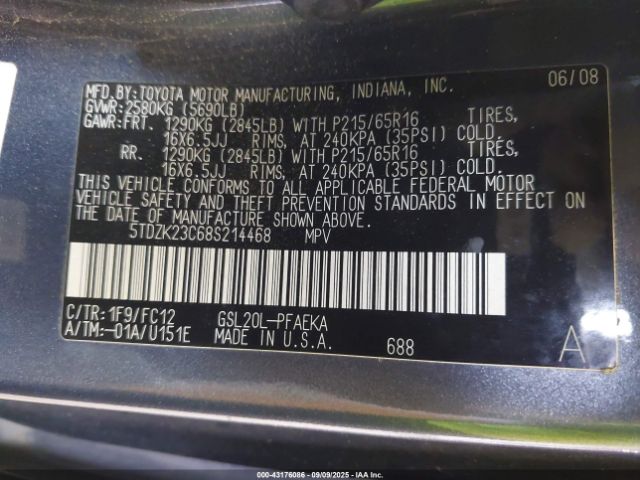 MFD. BY: TOYOTA MOTOR MANUFACTURING, INDIANA, INC. 06/08
GVWR: 2580KG (5690LB)
GAWR: FRT. 1290KG (2845LB) WITH P215/65R16 TIRES,
16X6.5JJ RIMS, AT 240KPA (35PSI) COLD.
RR. 1290KG (2845LB) WITH P215/65R16 TIRES,
16X6.5JJ RIMS, AT 240KPA (35PSI) COLD.
THIS VEHICLE CONFORMS TO ALL APPLICABLE FEDERAL MOTOR
VEHICLE SAFETY AND THEFT PREVENTION STANDARDS IN EFFECT ON
THE DATE OF MANUFACTURE SHOWN ABOVE.
5TDZK23C68S214468 MPV
C/TR: 1F9/FC12 GSL20L-PFAEKA
A/TM: -01A/U151E MADE IN U.S.A. 688 A
000-43176086 - 09/09/2025 - IAA Inc.